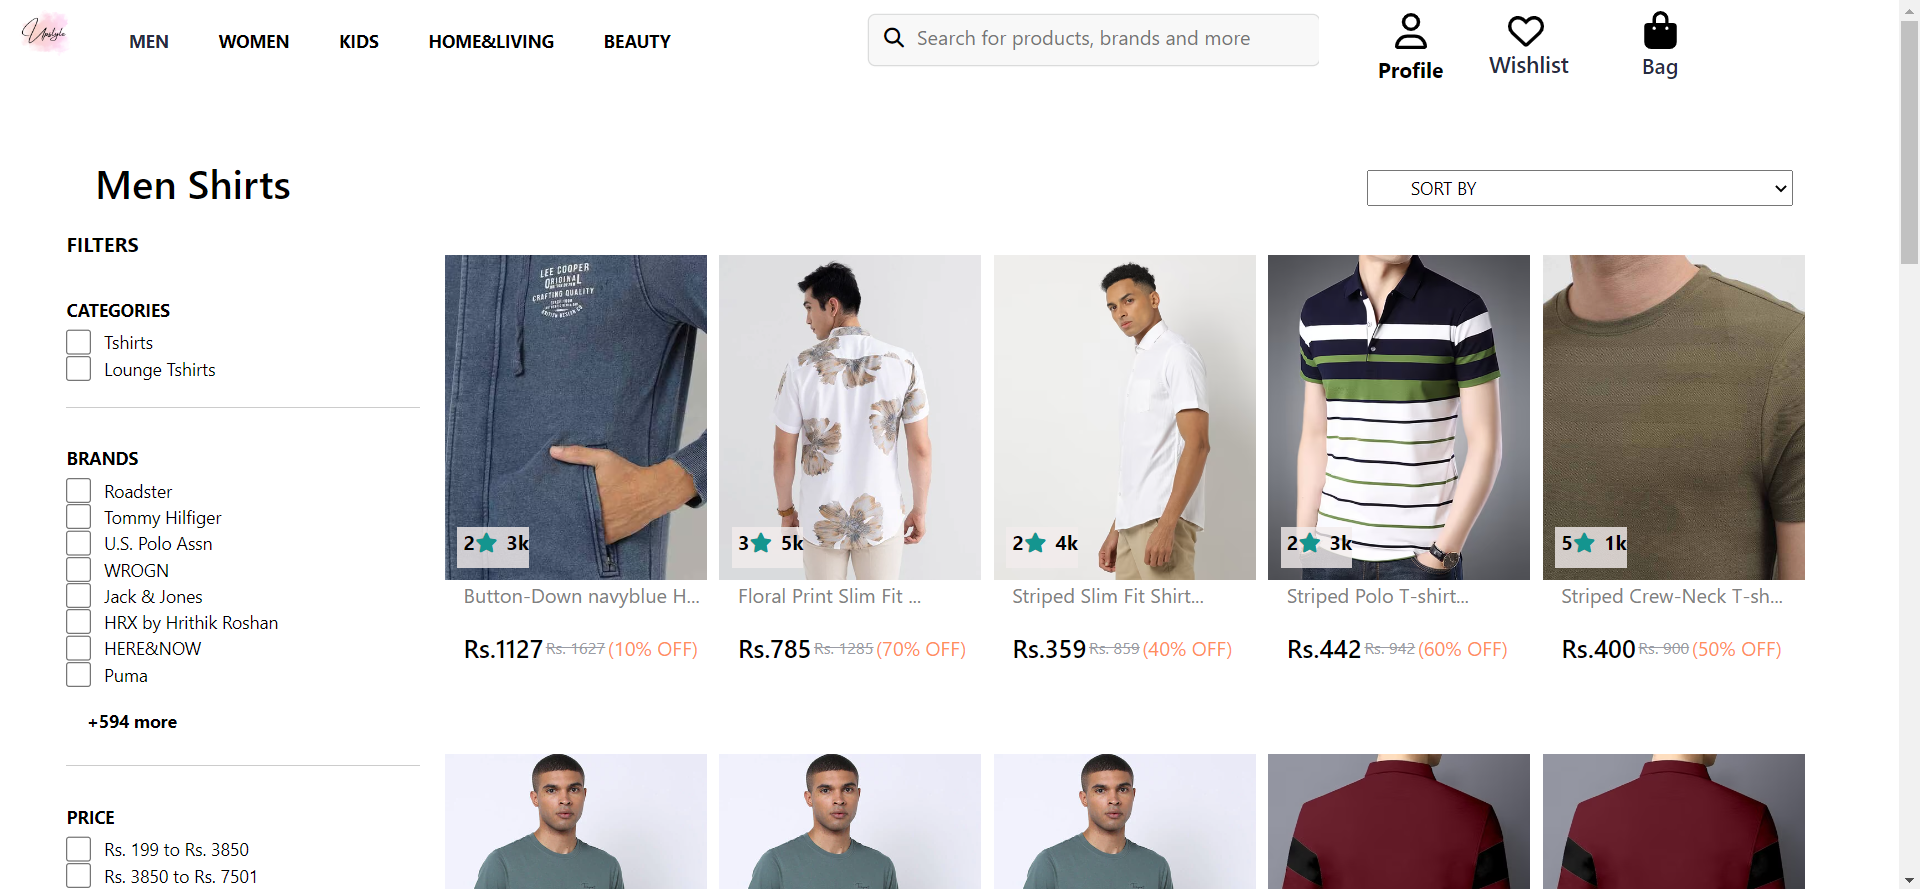 Upslyle
MEN
WOMEN
KIDS
HOME&LIVING
BEAUTY
Search for products, brands and more
Profile
Wishlist
Bag
Men Shirts
SORT BY
FILTERS
CATEGORIES
Tshirts
Lounge Tshirts
BRANDS
Roadster
Tommy Hilfiger
U.S. Polo Assn
WROGN
Jack & Jones
HRX by Hrithik Roshan
HERE&NOW
Puma
+594 more
PRICE
Rs. 199 to Rs. 3850
Rs. 3850 to Rs. 7501
LEE COOPER
ORIGINAL
CRAFTING QUALITY
BRITISH DESIGN CO
2 3k
Button-Down navyblue H...
Rs.1127 Rs. 1627 (10% OFF)
3 5k
Floral Print Slim Fit ...
Rs.785 Rs. 1285 (70% OFF)
2 4k
Striped Slim Fit Shirt...
Rs.359 Rs. 859 (40% OFF)
2 3k
Striped Polo T-shirt...
Rs.442 Rs. 942 (60% OFF)
5 1k
Striped Crew-Neck T-sh...
Rs.400 Rs. 900 (50% OFF)